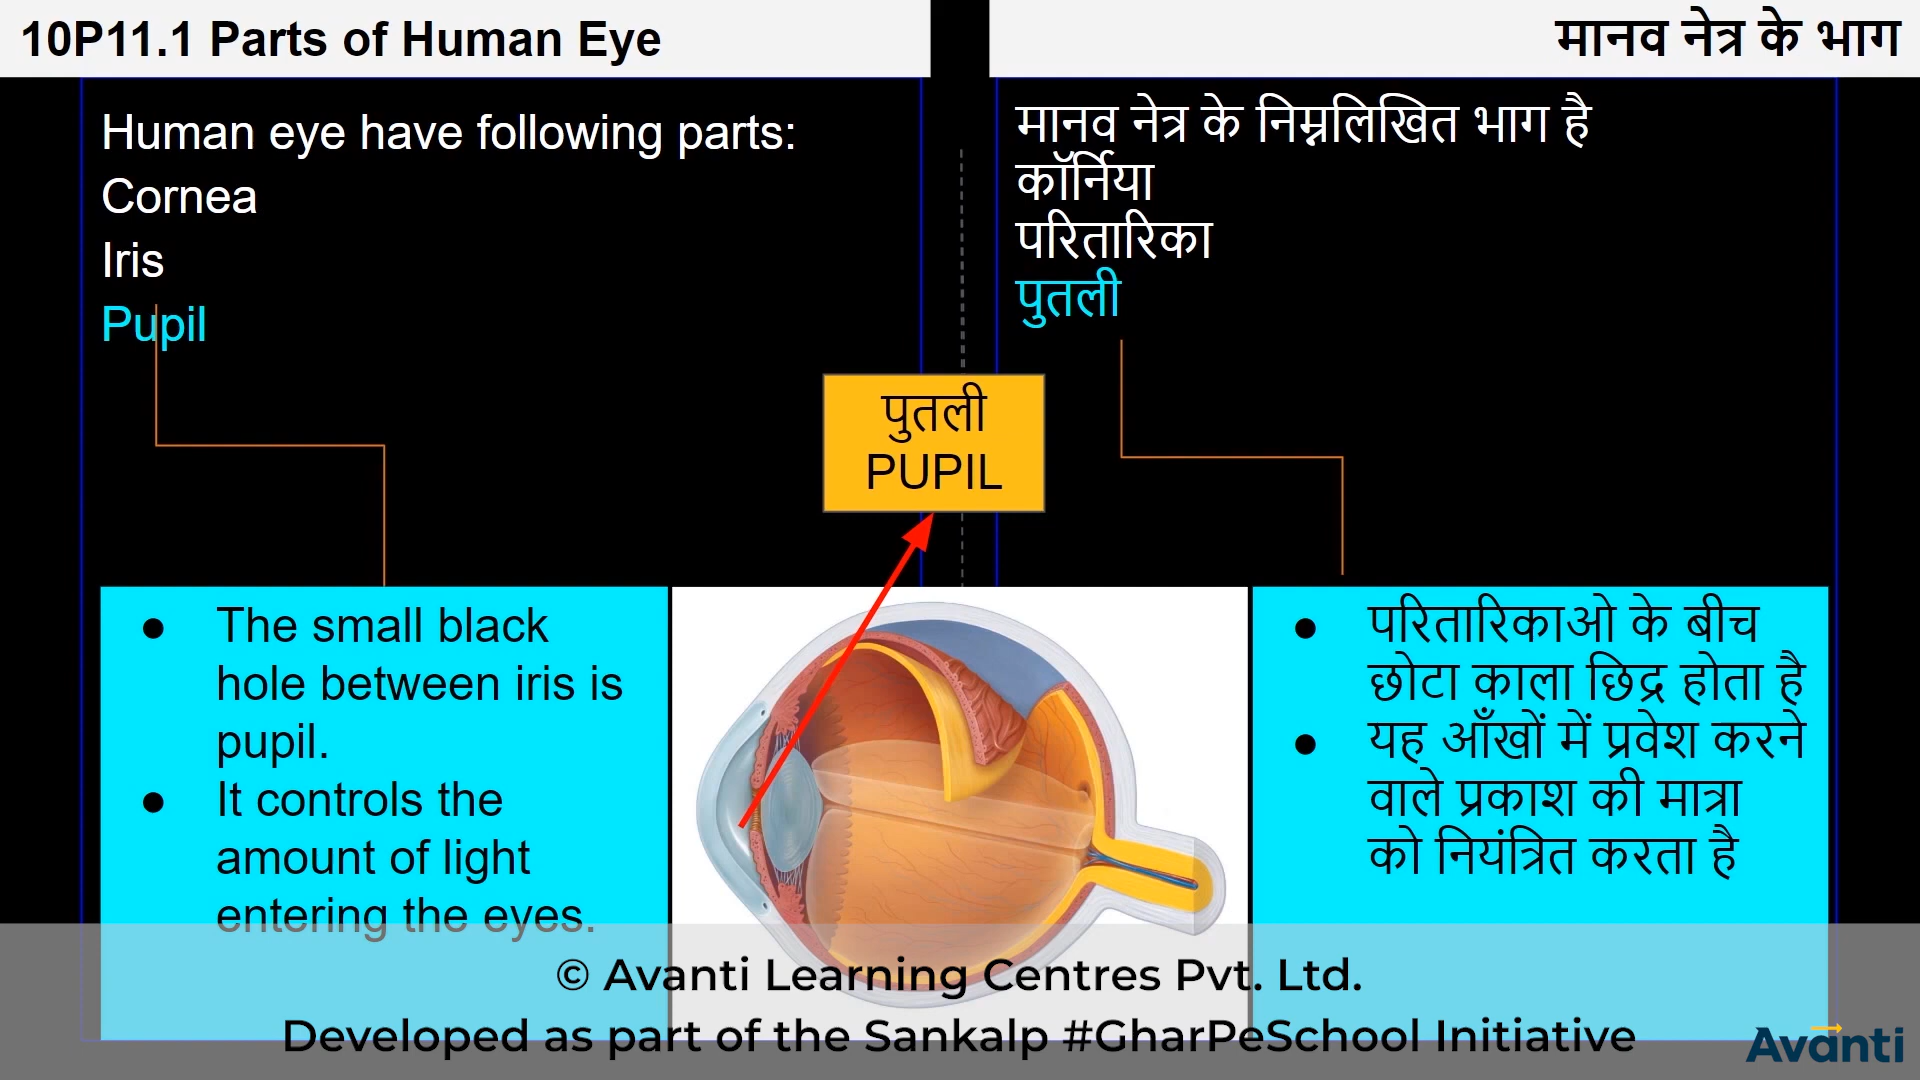 10P11.1 Parts of Human Eye
मानव नेत्र के भाग
Human eye have following parts:
Cornea
Iris
Pupil
मानव नेत्र के निम्नलिखित भाग है
कॉर्निया
परितारिका
पुतली
पुतली
PUPIL
● The small black
hole between iris is
pupil.
● It controls the
amount of light
entering the eyes.
● परितारिकाओ के बीच
छोटा काला छिद्र होता है
● यह आँखों में प्रवेश करने
वाले प्रकाश की मात्रा
को नियंत्रित करता है
© Avanti Learning Centres Pvt. Ltd.
Developed as part of the Sankalp #GharPeSchool Initiative
Avanti